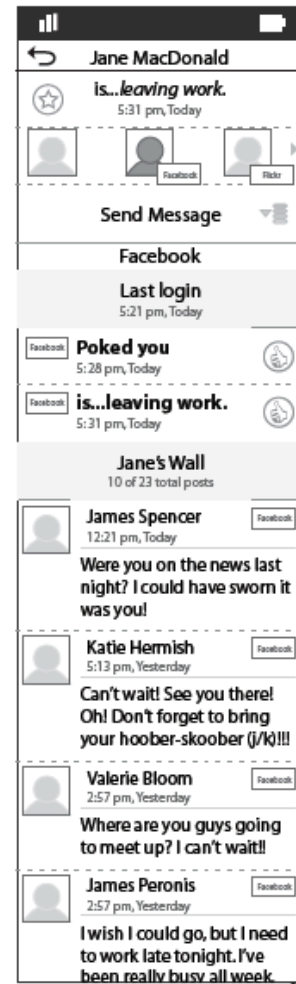 Jane MacDonald
is...leaving work.
5:31 pm, Today
Facebook
Flickr
Send Message
Facebook
Last login
5:21 pm, Today
Facebook
Poked you
5:28 pm, Today
Facebook
is...leaving work.
5:31 pm, Today
Jane's Wall
10 of 23 total posts
James Spencer
Facebook
12:21 pm, Today
Were you on the news last
night? I could have sworn it
was you!
Katie Hermish
Facebook
5:13 pm, Yesterday
Can't wait! See you there!
Oh! Don't forget to bring
your hoober-skoober (j/k)!!!
Valerie Bloom
Facebook
2:57 pm, Yesterday
Where are you guys going
to meet up? I can't wait!!
James Peronis
Facebook
2:57 pm, Yesterday
I wish I could go, but I need
to work late tonight. I've
been really busy all week.